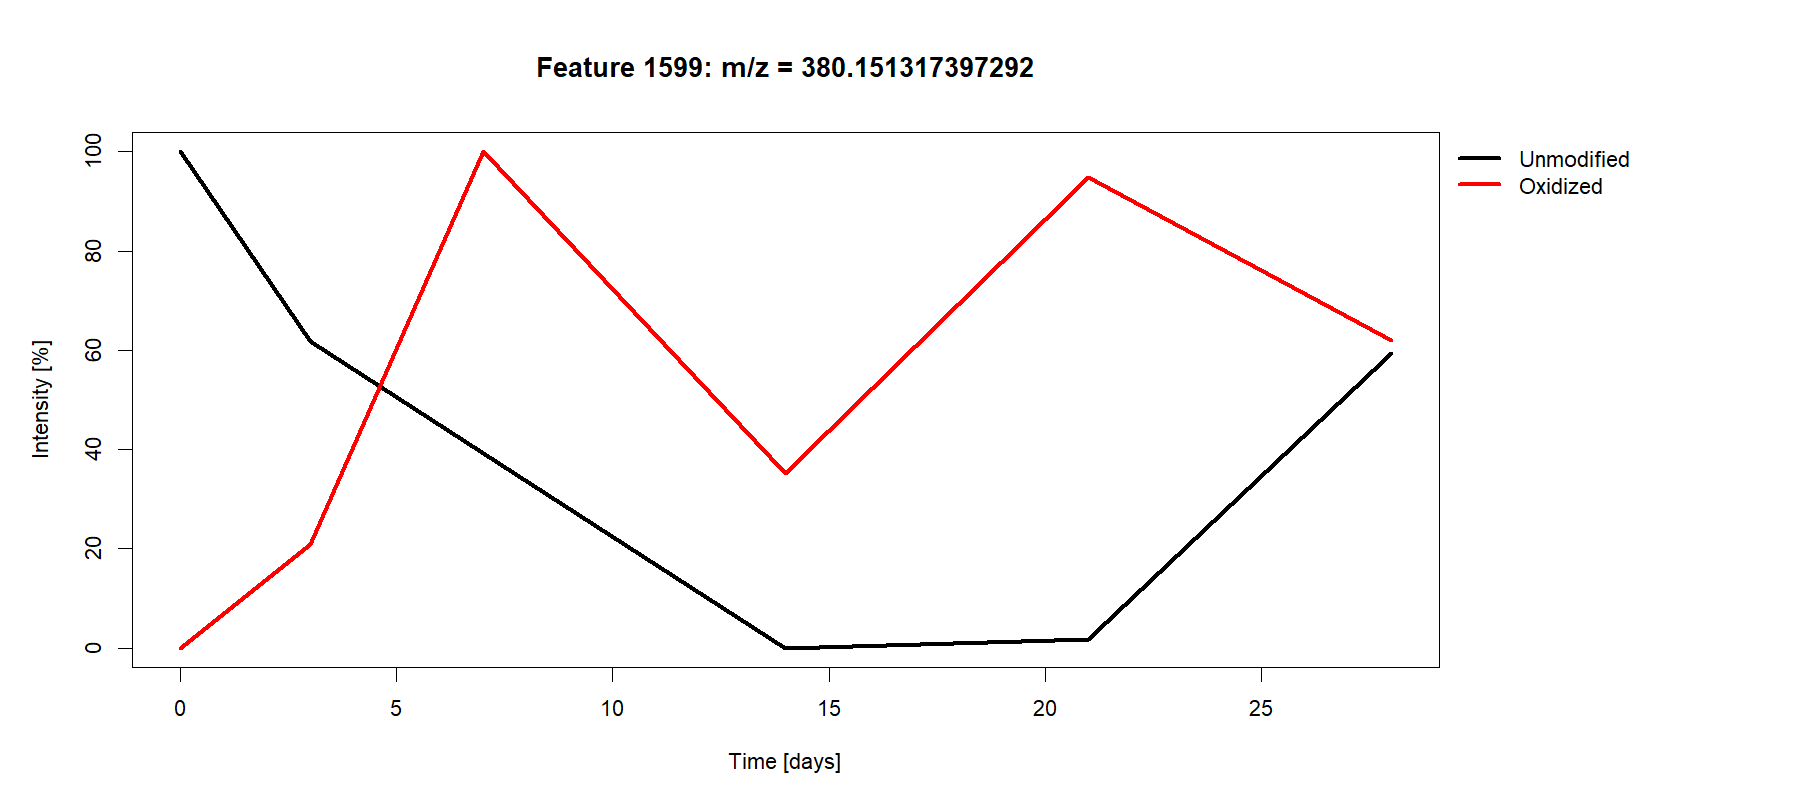 Feature 1599: m/z = 380.151317397292
Unmodified
Oxidized
Intensity [%]
100
80
60
40
20
0
0 5 10 15 20 25
Time [days]